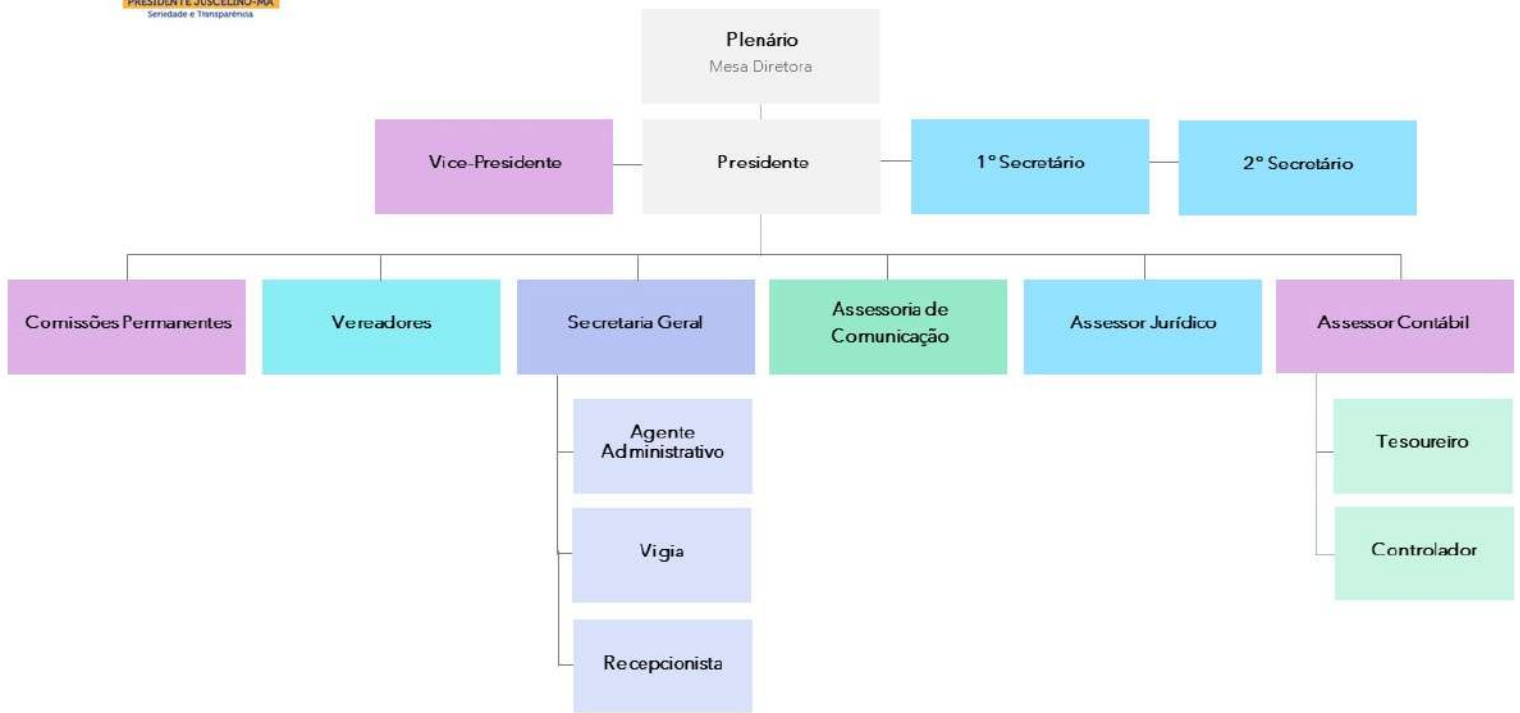 PRESIDENTE JUSCELINO-MA
Seriedade e Transparência
Plenário
Mesa Diretora
Vice-Presidente
Presidente
1º Secretário
2º Secretário
Comissões Permanentes
Vereadores
Secretaria Geral
Assessoria de
Comunicação
Assessor Jurídico
Assessor Contábil
Agente
Administrativo
Vigia
Recepcionista
Tesoureiro
Controlador